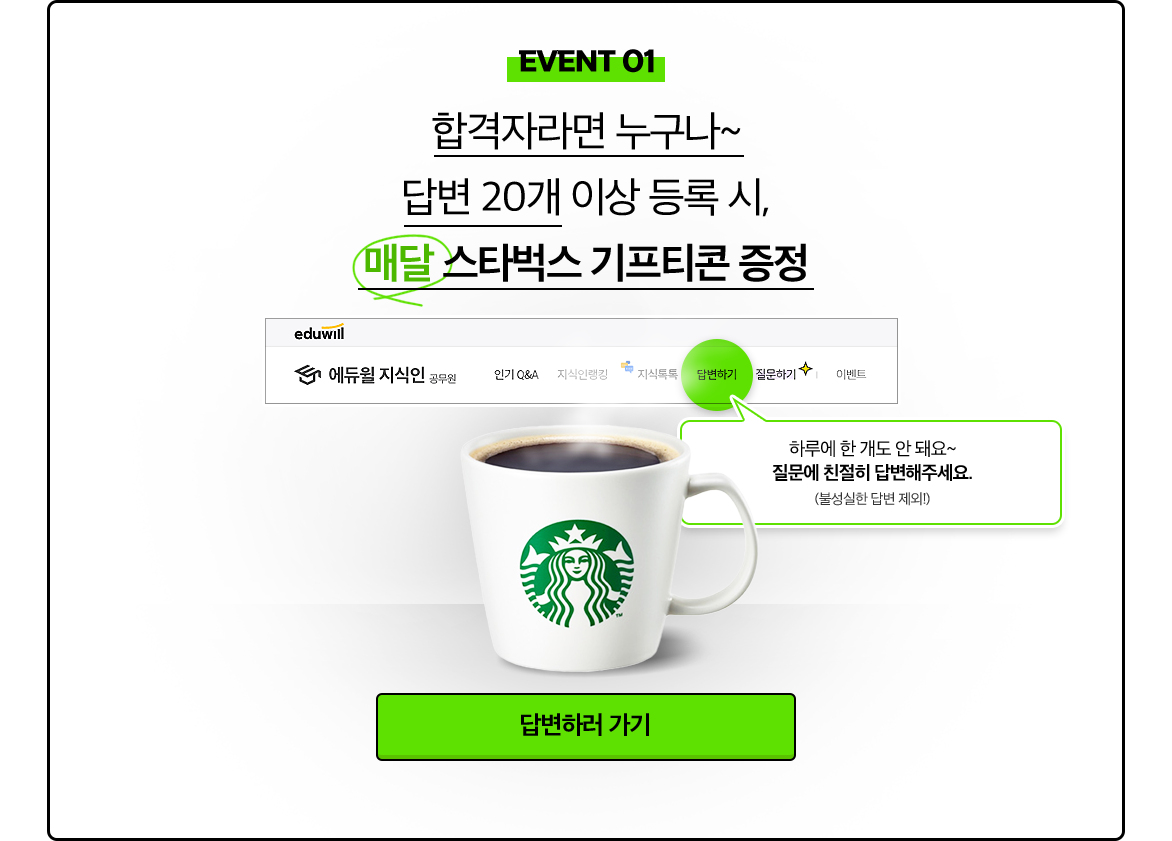 EVENT 01
합격자라면 누구나~
답변 20개 이상 등록 시,
매달 스타벅스 기프티콘 증정
eduwill
에듀윌 지식인 공무원 인기 Q&A 지식인랭킹 지식톡톡 답변하기 질문하기 이벤트
하루에 한 개도 안 돼요~
질문에 친절히 답변해주세요.
(불성실한 답변 제외!)
TM
답변하러 가기